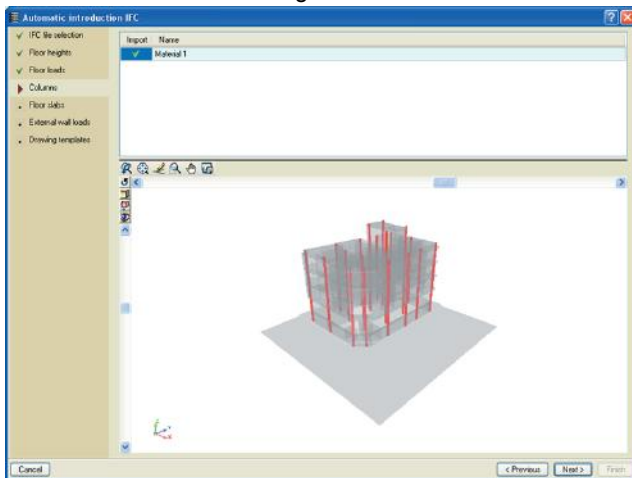 Automatic introduction IFC
IFC file selection
Floor heights
Floor loads
Columns
Floor slabs
External wall loads
Drawing templates
Import Name
Material 1
Cancel
< Previous
Next >
Finish